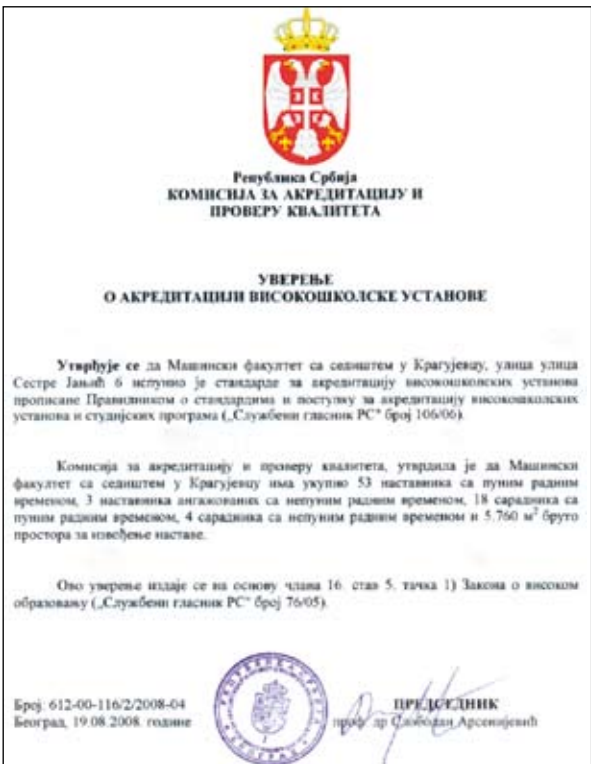 Република Србија
КОМИСИЈА ЗА АКРЕДИТАЦИЈУ И
ПРОВЕРУ КВАЛИТЕТА
УВЕРЕЊЕ
О АКРЕДИТАЦИЈИ ВИСОКОШКОЛСКЕ УСТАНОВЕ
Утврђује се да Машински факултет са седиштем у Крагујевцу, улица улица
Сестре Јањић 6 испунио је стандарде за акредитацију високошколских установа
прописане Правилником о стандардима и поступку за акредитацију високошколских
установа и студијских програма („Службени гласник РС" број 106/06).
Комисија за акредитацију и проверу квалитета, утврдила је да Машински
факултет са седиштем у Крагујевцу има укупно 53 наставника са пуним радним
временом, 3 наставника ангажованих са непуним радним временом, 18 сарадника са
пуним радним временом, 4 сарадника са непуним радним временом и 5.760 м² бруто
простора за извођење наставе.
Ово уверење издаје се на основу члана 16. став 5. тачка 1) Закона о високом
образовању („Службени гласник РС" број 76/05).
Број: 612-00-116/2/2008-04
Београд, 19.08.2008. године
ПРЕДСЕДНИК
проф. др Слободан Арсенијевић